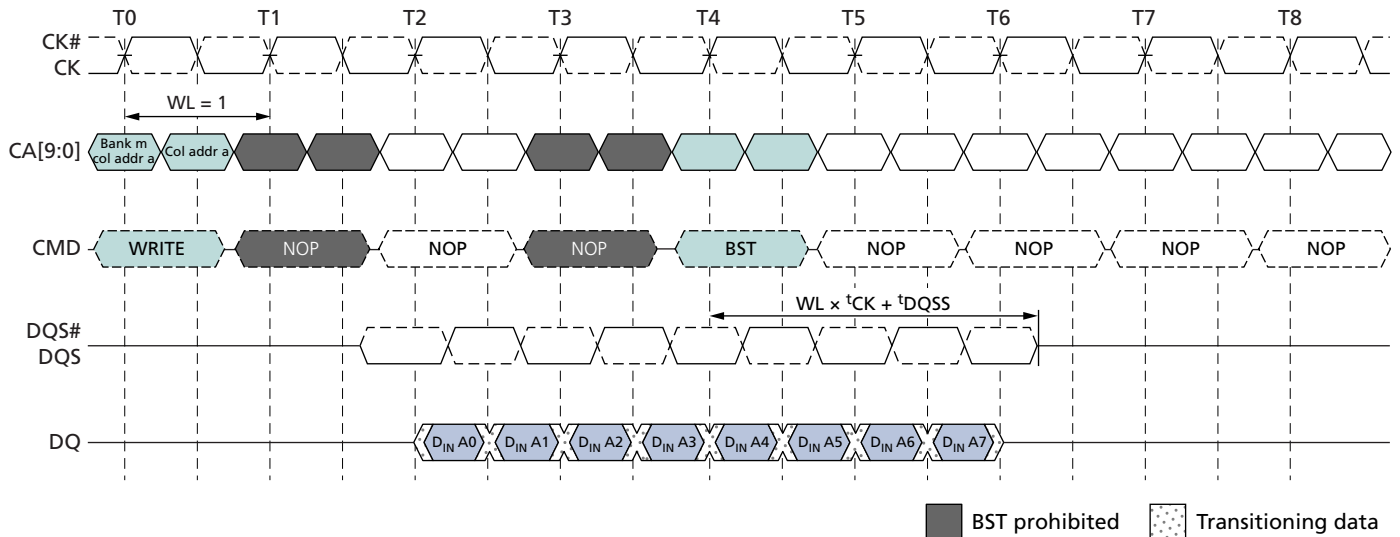 T0 T1 T2 T3 T4 T5 T6 T7 T8
CK#
CK
WL = 1
CA[9:0] Bank m col addr a Col addr a
CMD WRITE NOP NOP NOP BST NOP NOP NOP NOP
WL × tCK + tDQSS
DQS#
DQS
DQ DIN A0 DIN A1 DIN A2 DIN A3 DIN A4 DIN A5 DIN A6 DIN A7
BST prohibited Transitioning data